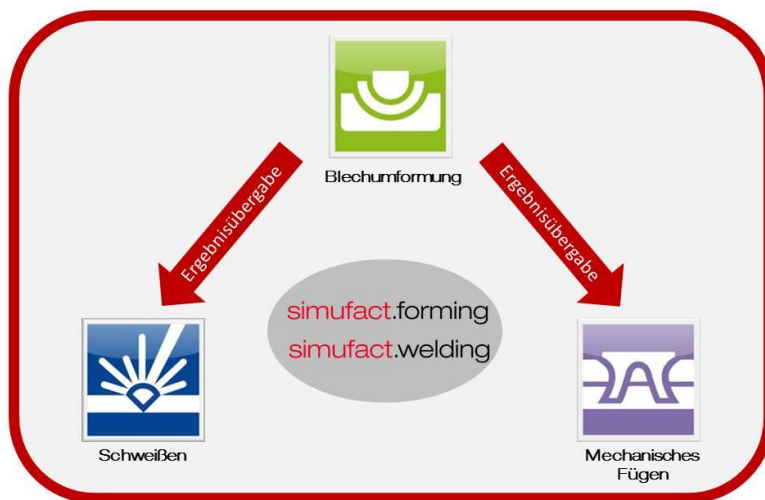 Blechumformung
Ergebnisübergabe
Ergebnisübergabe
simufact.forming
simufact.welding
Schweißen
Mechanisches
Fügen